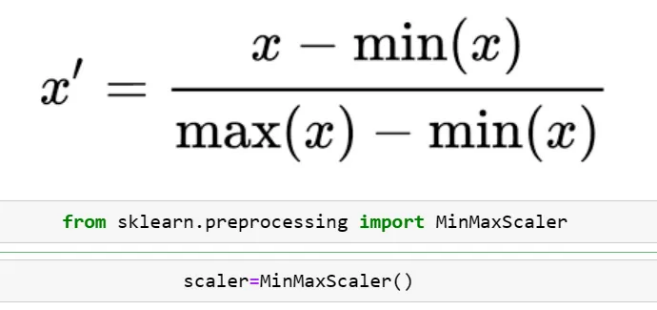 x′ = x − min(x) / max(x) − min(x)
from sklearn.preprocessing import MinMaxScaler
scaler=MinMaxScaler()